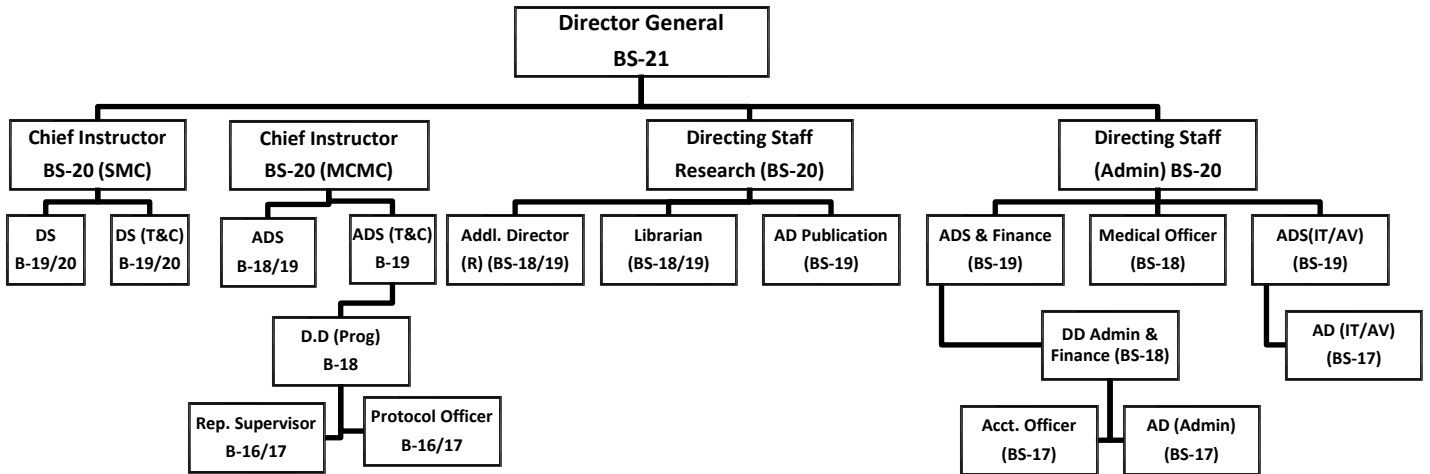 Director General
BS-21
Chief Instructor
BS-20 (SMC)
Chief Instructor
BS-20 (MCMC)
Directing Staff
Research (BS-20)
Directing Staff
(Admin) BS-20
DS
B-19/20
DS (T&C)
B-19/20
ADS
B-18/19
ADS (T&C)
B-19
Addl. Director
(R) (BS-18/19)
Librarian
(BS-18/19)
AD Publication
(BS-19)
ADS & Finance
(BS-19)
Medical Officer
(BS-18)
ADS(IT/AV)
(BS-19)
D.D (Prog)
B-18
DD Admin &
Finance (BS-18)
AD (IT/AV)
(BS-17)
Rep. Supervisor
B-16/17
Protocol Officer
B-16/17
Acct. Officer
(BS-17)
AD (Admin)
(BS-17)